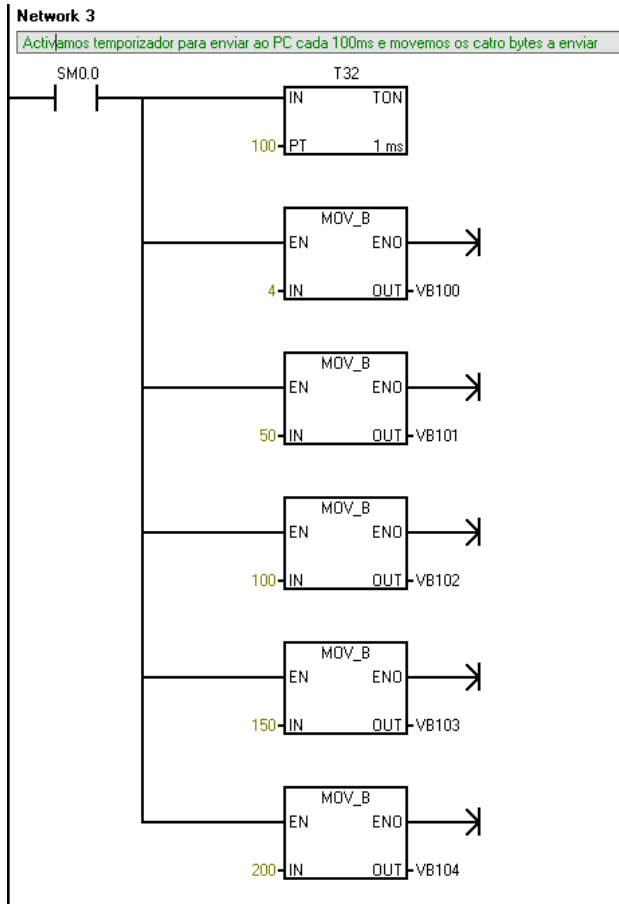 Network 3
Activamos temporizador para enviar ao PC cada 100ms e movemos os catro bytes a enviar
SM0.0
T32
IN TON
100 PT 1 ms
MOV_B
EN ENO
4 IN OUT VB100
MOV_B
EN ENO
50 IN OUT VB101
MOV_B
EN ENO
100 IN OUT VB102
MOV_B
EN ENO
150 IN OUT VB103
MOV_B
EN ENO
200 IN OUT VB104